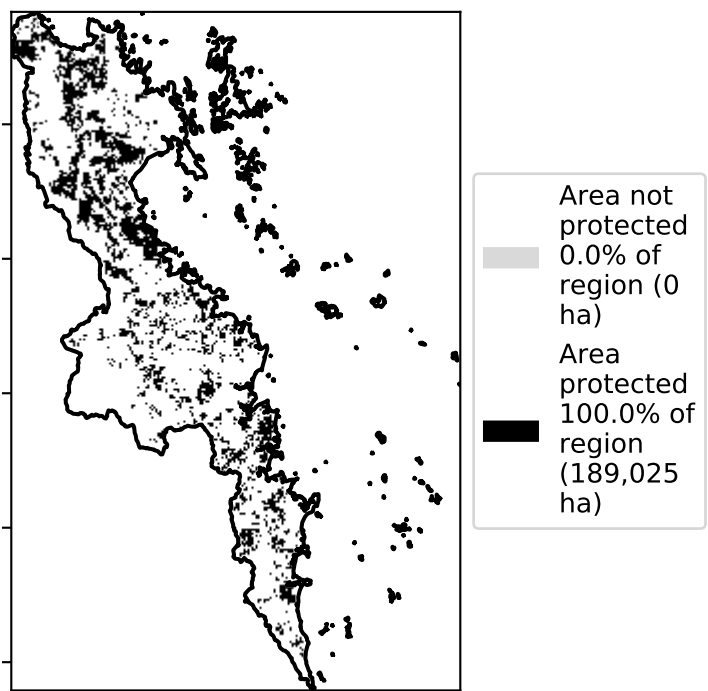 Area not
protected
0.0% of
region (0
ha)
Area
protected
100.0% of
region
(189,025
ha)